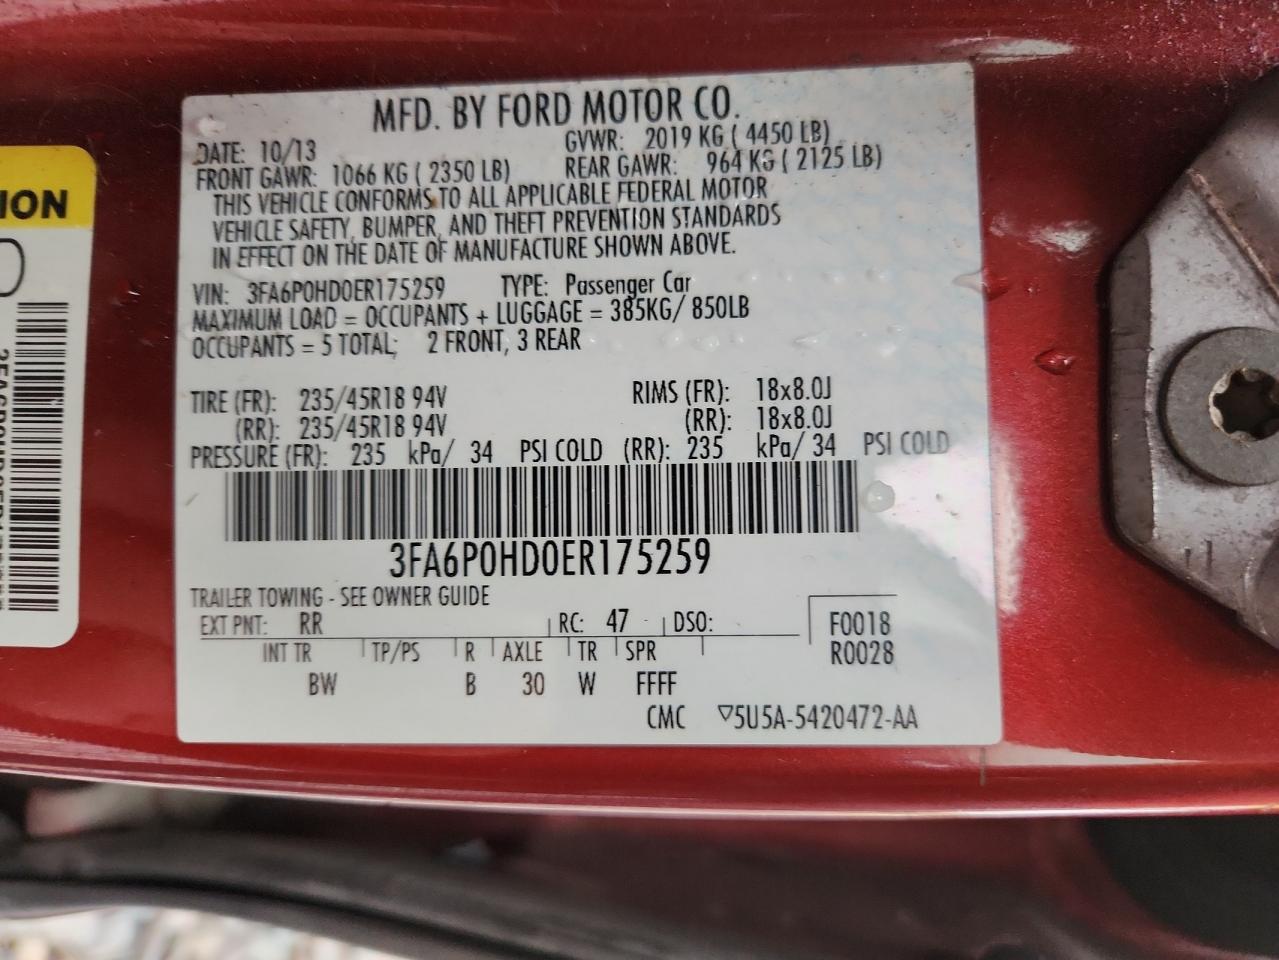 MFD. BY FORD MOTOR CO.
DATE: 10/13 GVWR: 2019 KG ( 4450 LB)
FRONT GAWR: 1066 KG ( 2350 LB) REAR GAWR: 964 KG ( 2125 LB)
THIS VEHICLE CONFORMS TO ALL APPLICABLE FEDERAL MOTOR
VEHICLE SAFETY, BUMPER, AND THEFT PREVENTION STANDARDS
IN EFFECT ON THE DATE OF MANUFACTURE SHOWN ABOVE.
VIN: 3FA6P0HD0ER175259 TYPE: Passenger Car
MAXIMUM LOAD = OCCUPANTS + LUGGAGE = 385KG/ 850LB
OCCUPANTS = 5 TOTAL; 2 FRONT, 3 REAR
TIRE (FR): 235/45R18 94V RIMS (FR): 18x8.0J
(RR): 235/45R18 94V (RR): 18x8.0J
PRESSURE (FR): 235 kPa/ 34 PSI COLD (RR): 235 kPa/ 34 PSI COLD
3FA6P0HD0ER175259
TRAILER TOWING - SEE OWNER GUIDE
EXT PNT: RR RC: 47 DSO: F0018
INT TR TP/PS R AXLE TR SPR R0028
BW B 30 W FFFF
CMC ▽5U5A-5420472-AA
ION